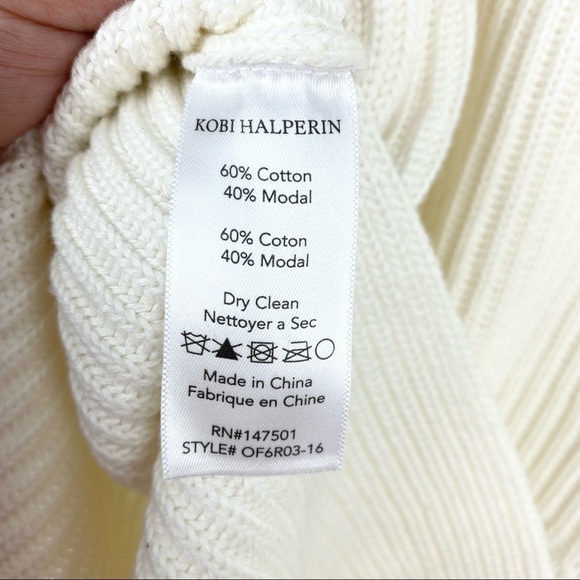 KOBI HALPERIN
60% Cotton
40% Modal
60% Coton
40% Modal
Dry Clean
Nettoyer a Sec
Made in China
Fabrique en Chine
RN#147501
STYLE# OF6R03-16